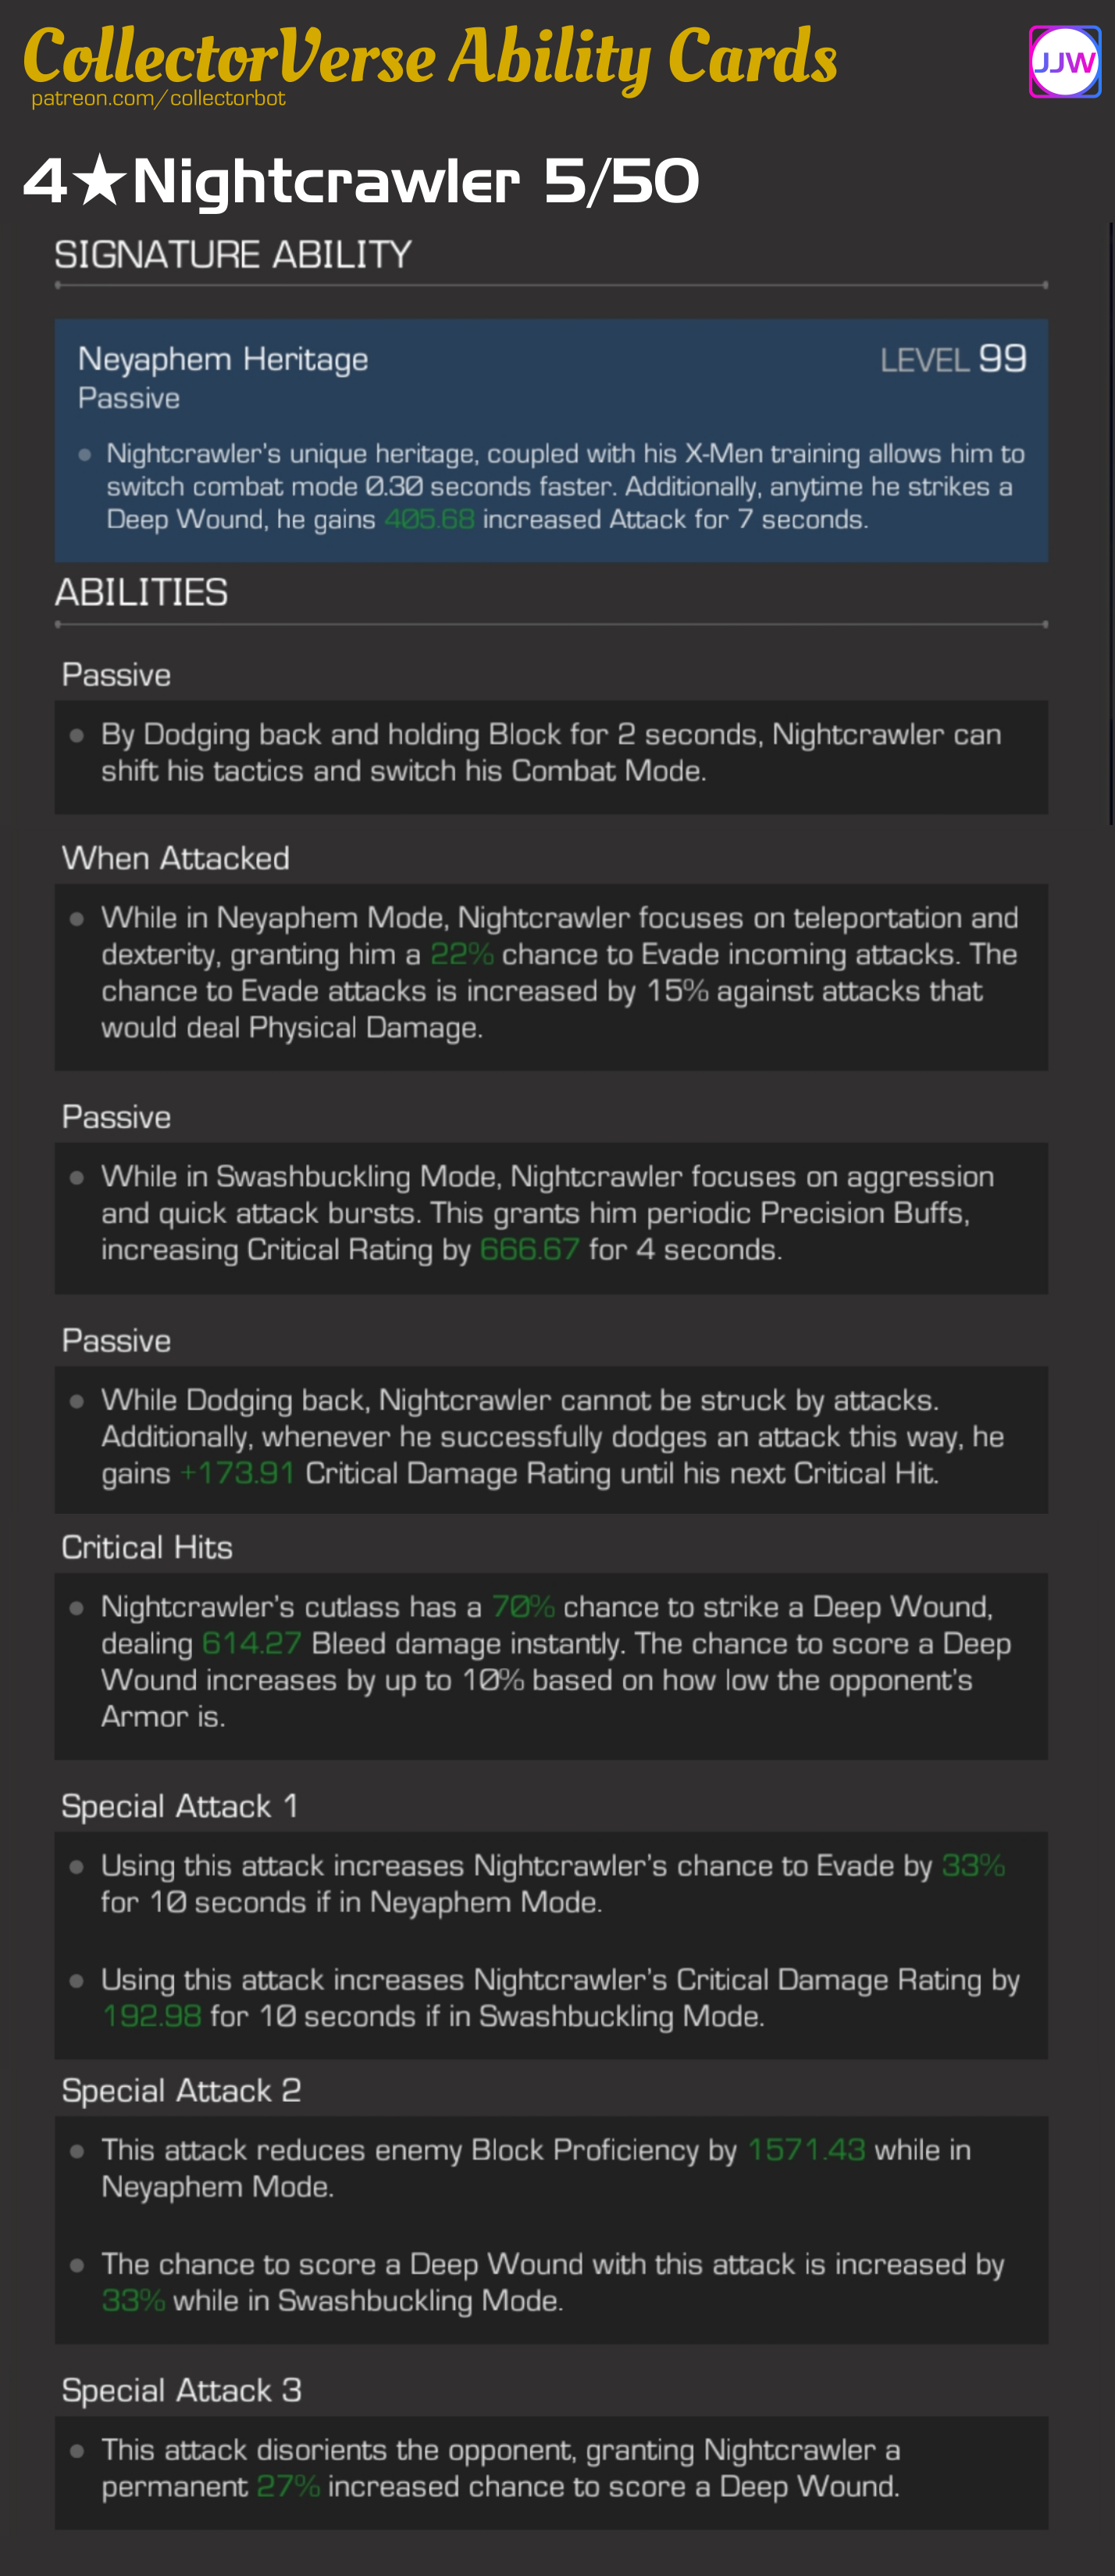 CollectorVerse Ability Cards
patreon.com/collectorbot
JJW
4★Nightcrawler 5/50
SIGNATURE ABILITY
Neyaphem Heritage LEVEL 99
Passive
Nightcrawler's unique heritage, coupled with his X-Men training allows him to
switch combat mode 0.30 seconds faster. Additionally, anytime he strikes a
Deep Wound, he gains 405.68 increased Attack for 7 seconds.
ABILITIES
Passive
By Dodging back and holding Block for 2 seconds, Nightcrawler can
shift his tactics and switch his Combat Mode.
When Attacked
While in Neyaphem Mode, Nightcrawler focuses on teleportation and
dexterity, granting him a 22% chance to Evade incoming attacks. The
chance to Evade attacks is increased by 15% against attacks that
would deal Physical Damage.
Passive
While in Swashbuckling Mode, Nightcrawler focuses on aggression
and quick attack bursts. This grants him periodic Precision Buffs,
increasing Critical Rating by 666.67 for 4 seconds.
Passive
While Dodging back, Nightcrawler cannot be struck by attacks.
Additionally, whenever he successfully dodges an attack this way, he
gains +173.91 Critical Damage Rating until his next Critical Hit.
Critical Hits
Nightcrawler's cutlass has a 70% chance to strike a Deep Wound,
dealing 614.27 Bleed damage instantly. The chance to score a Deep
Wound increases by up to 10% based on how low the opponent's
Armor is.
Special Attack 1
Using this attack increases Nightcrawler's chance to Evade by 33%
for 10 seconds if in Neyaphem Mode.
Using this attack increases Nightcrawler's Critical Damage Rating by
192.98 for 10 seconds if in Swashbuckling Mode.
Special Attack 2
This attack reduces enemy Block Proficiency by 1571.43 while in
Neyaphem Mode.
The chance to score a Deep Wound with this attack is increased by
33% while in Swashbuckling Mode.
Special Attack 3
This attack disorients the opponent, granting Nightcrawler a
permanent 27% increased chance to score a Deep Wound.